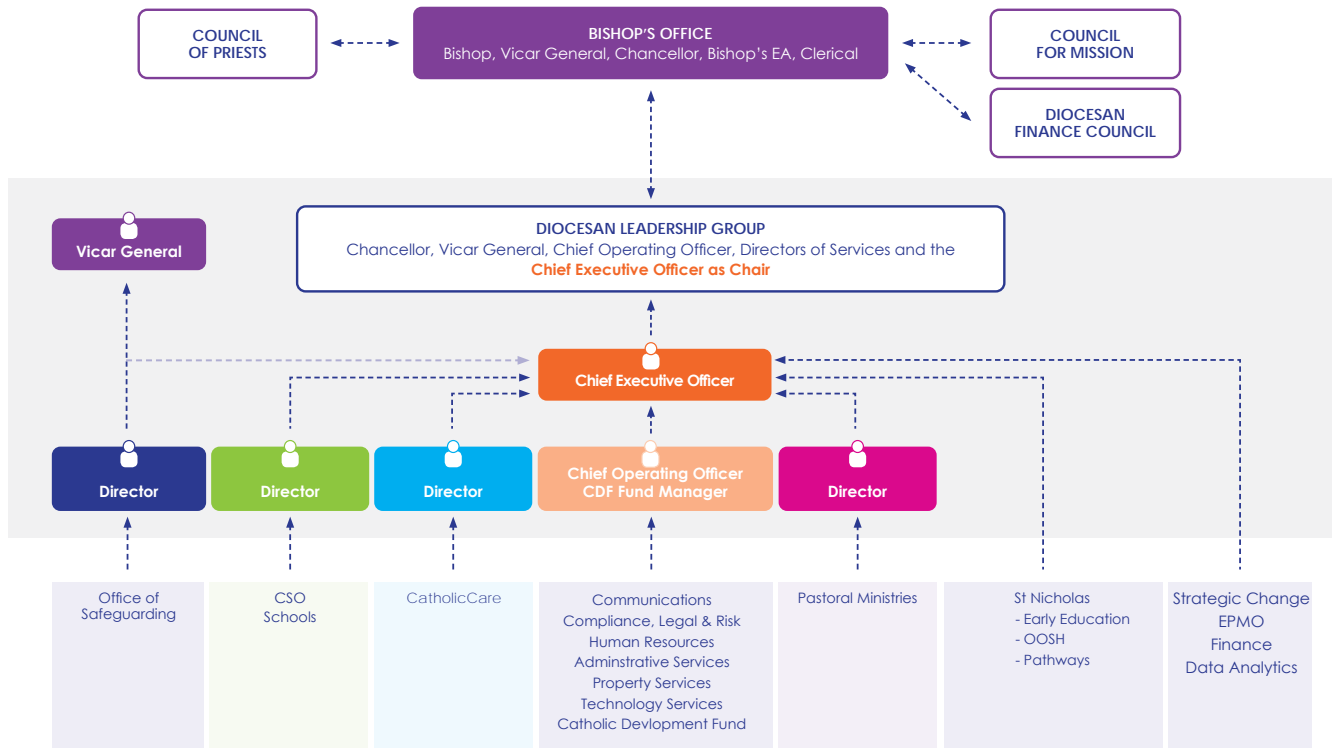 COUNCIL
OF PRIESTS
BISHOP'S OFFICE
Bishop, Vicar General, Chancellor, Bishop's EA, Clerical
COUNCIL
FOR MISSION
DIOCESAN
FINANCE COUNCIL
Vicar General
DIOCESAN LEADERSHIP GROUP
Chancellor, Vicar General, Chief Operating Officer, Directors of Services and the
Chief Executive Officer as Chair
Chief Executive Officer
Director
Director
Director
Chief Operating Officer
CDF Fund Manager
Director
Office of
Safeguarding
CSO
Schools
CatholicCare
Communications
Compliance, Legal & Risk
Human Resources
Adminstrative Services
Property Services
Technology Services
Catholic Devlopment Fund
Pastoral Ministries
St Nicholas
- Early Education
- OOSH
- Pathways
Strategic Change
EPMO
Finance
Data Analytics